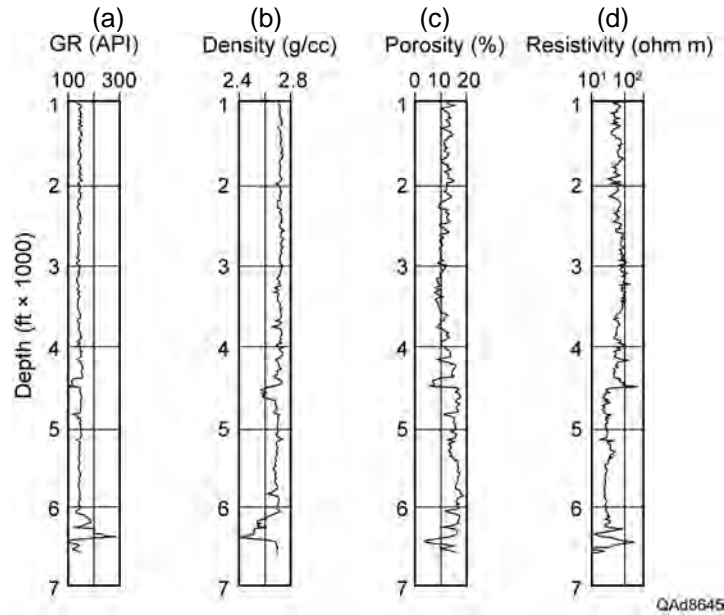 (a) (b) (c) (d)
GR (API) Density (g/cc) Porosity (%) Resistivity (ohm m)
100 300 2.4 2.8 0 10 20 10¹ 10²
1 1 1 1
2 2 2 2
3 3 3 3
4 4 4 4
5 5 5 5
6 6 6 6
7 7 7 7
Depth (ft × 1000)
QAd8645